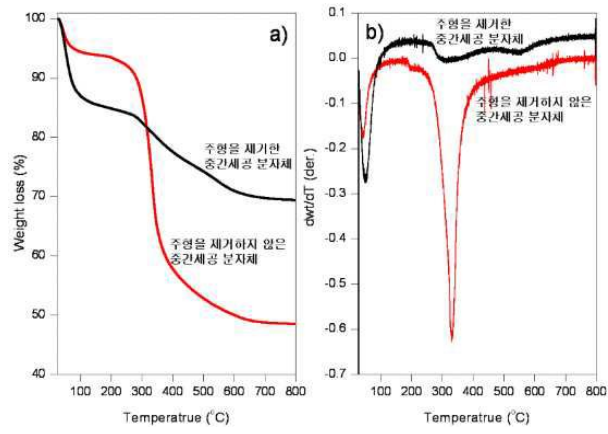 a)
100
90
80
70
60
50
40
Weight loss (%)
주형을 제거한
중간세공 분자체
주형을 제거하지 않은
중간세공 분자체
100 200 300 400 500 600 700 800
Temperatrue (°C)
b)
0.1
0.0
-0.1
-0.2
-0.3
-0.4
-0.5
-0.6
-0.7
dwt/dT (der.)
주형을 제거한
중간세공 분자체
주형을 제거하지 않은
중간세공 분자체
100 200 300 400 500 600 700 800
Temperatrue (°C)